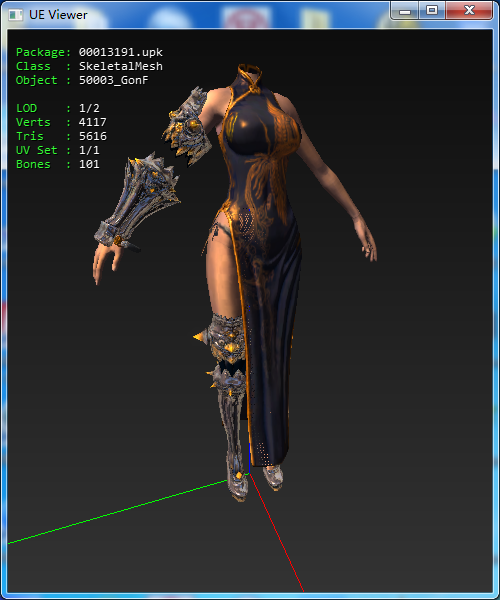 UE Viewer
Package: 00013191.upk
Class  : SkeletalMesh
Object : 50003_GonF
LOD    : 1/2
Verts  : 4117
Tris   : 5616
UV Set : 1/1
Bones  : 101